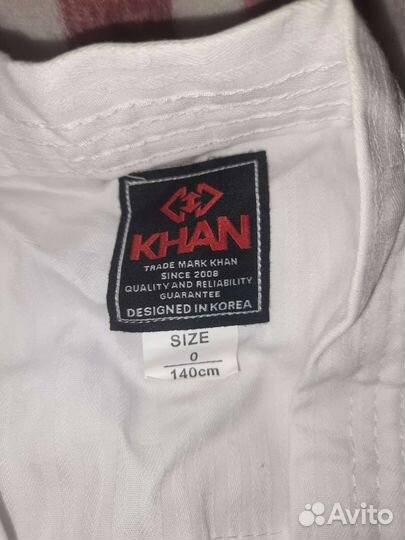 KHAN
TRADE MARK KHAN
SINCE 2008
QUALITY AND RELIABILITY
GUARANTEE
DESIGNED IN KOREA
SIZE
0
140cm
Avito